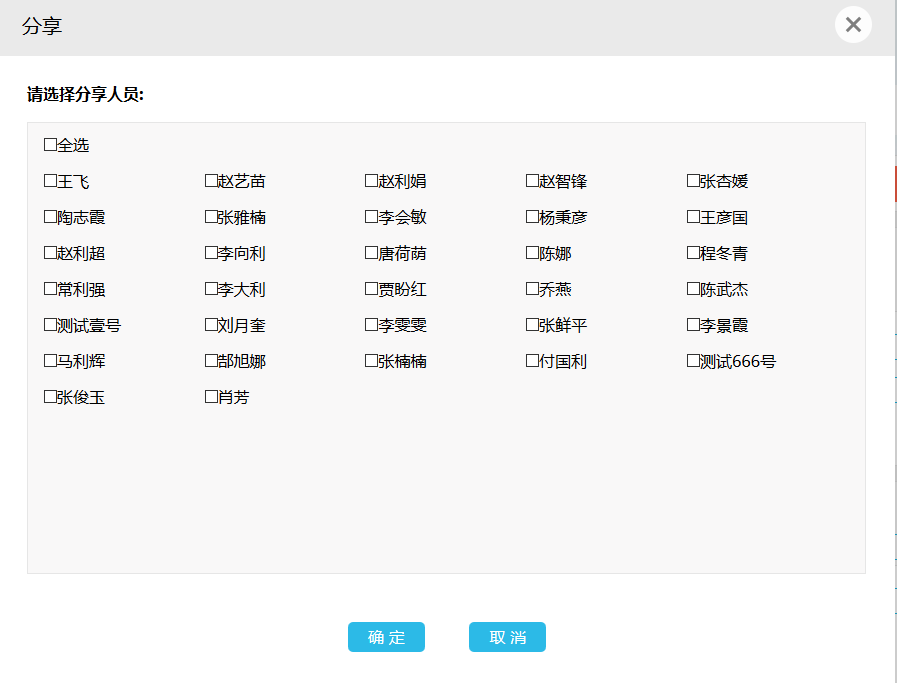 分享
请选择分享人员:
□全选
□王飞 □赵艺苗 □赵利娟 □赵智锋 □张杏媛
□陶志霞 □张雅楠 □李会敏 □杨秉彦 □王彦国
□赵利超 □李向利 □唐荷荫 □陈娜 □程冬青
□常利强 □李大利 □贾盼红 □乔燕 □陈武杰
□测试壹号 □刘月奎 □李雯雯 □张鲜平 □李景霞
□马利辉 □郜旭娜 □张楠楠 □付国利 □测试666号
□张俊玉 □肖芳
确 定 取 消